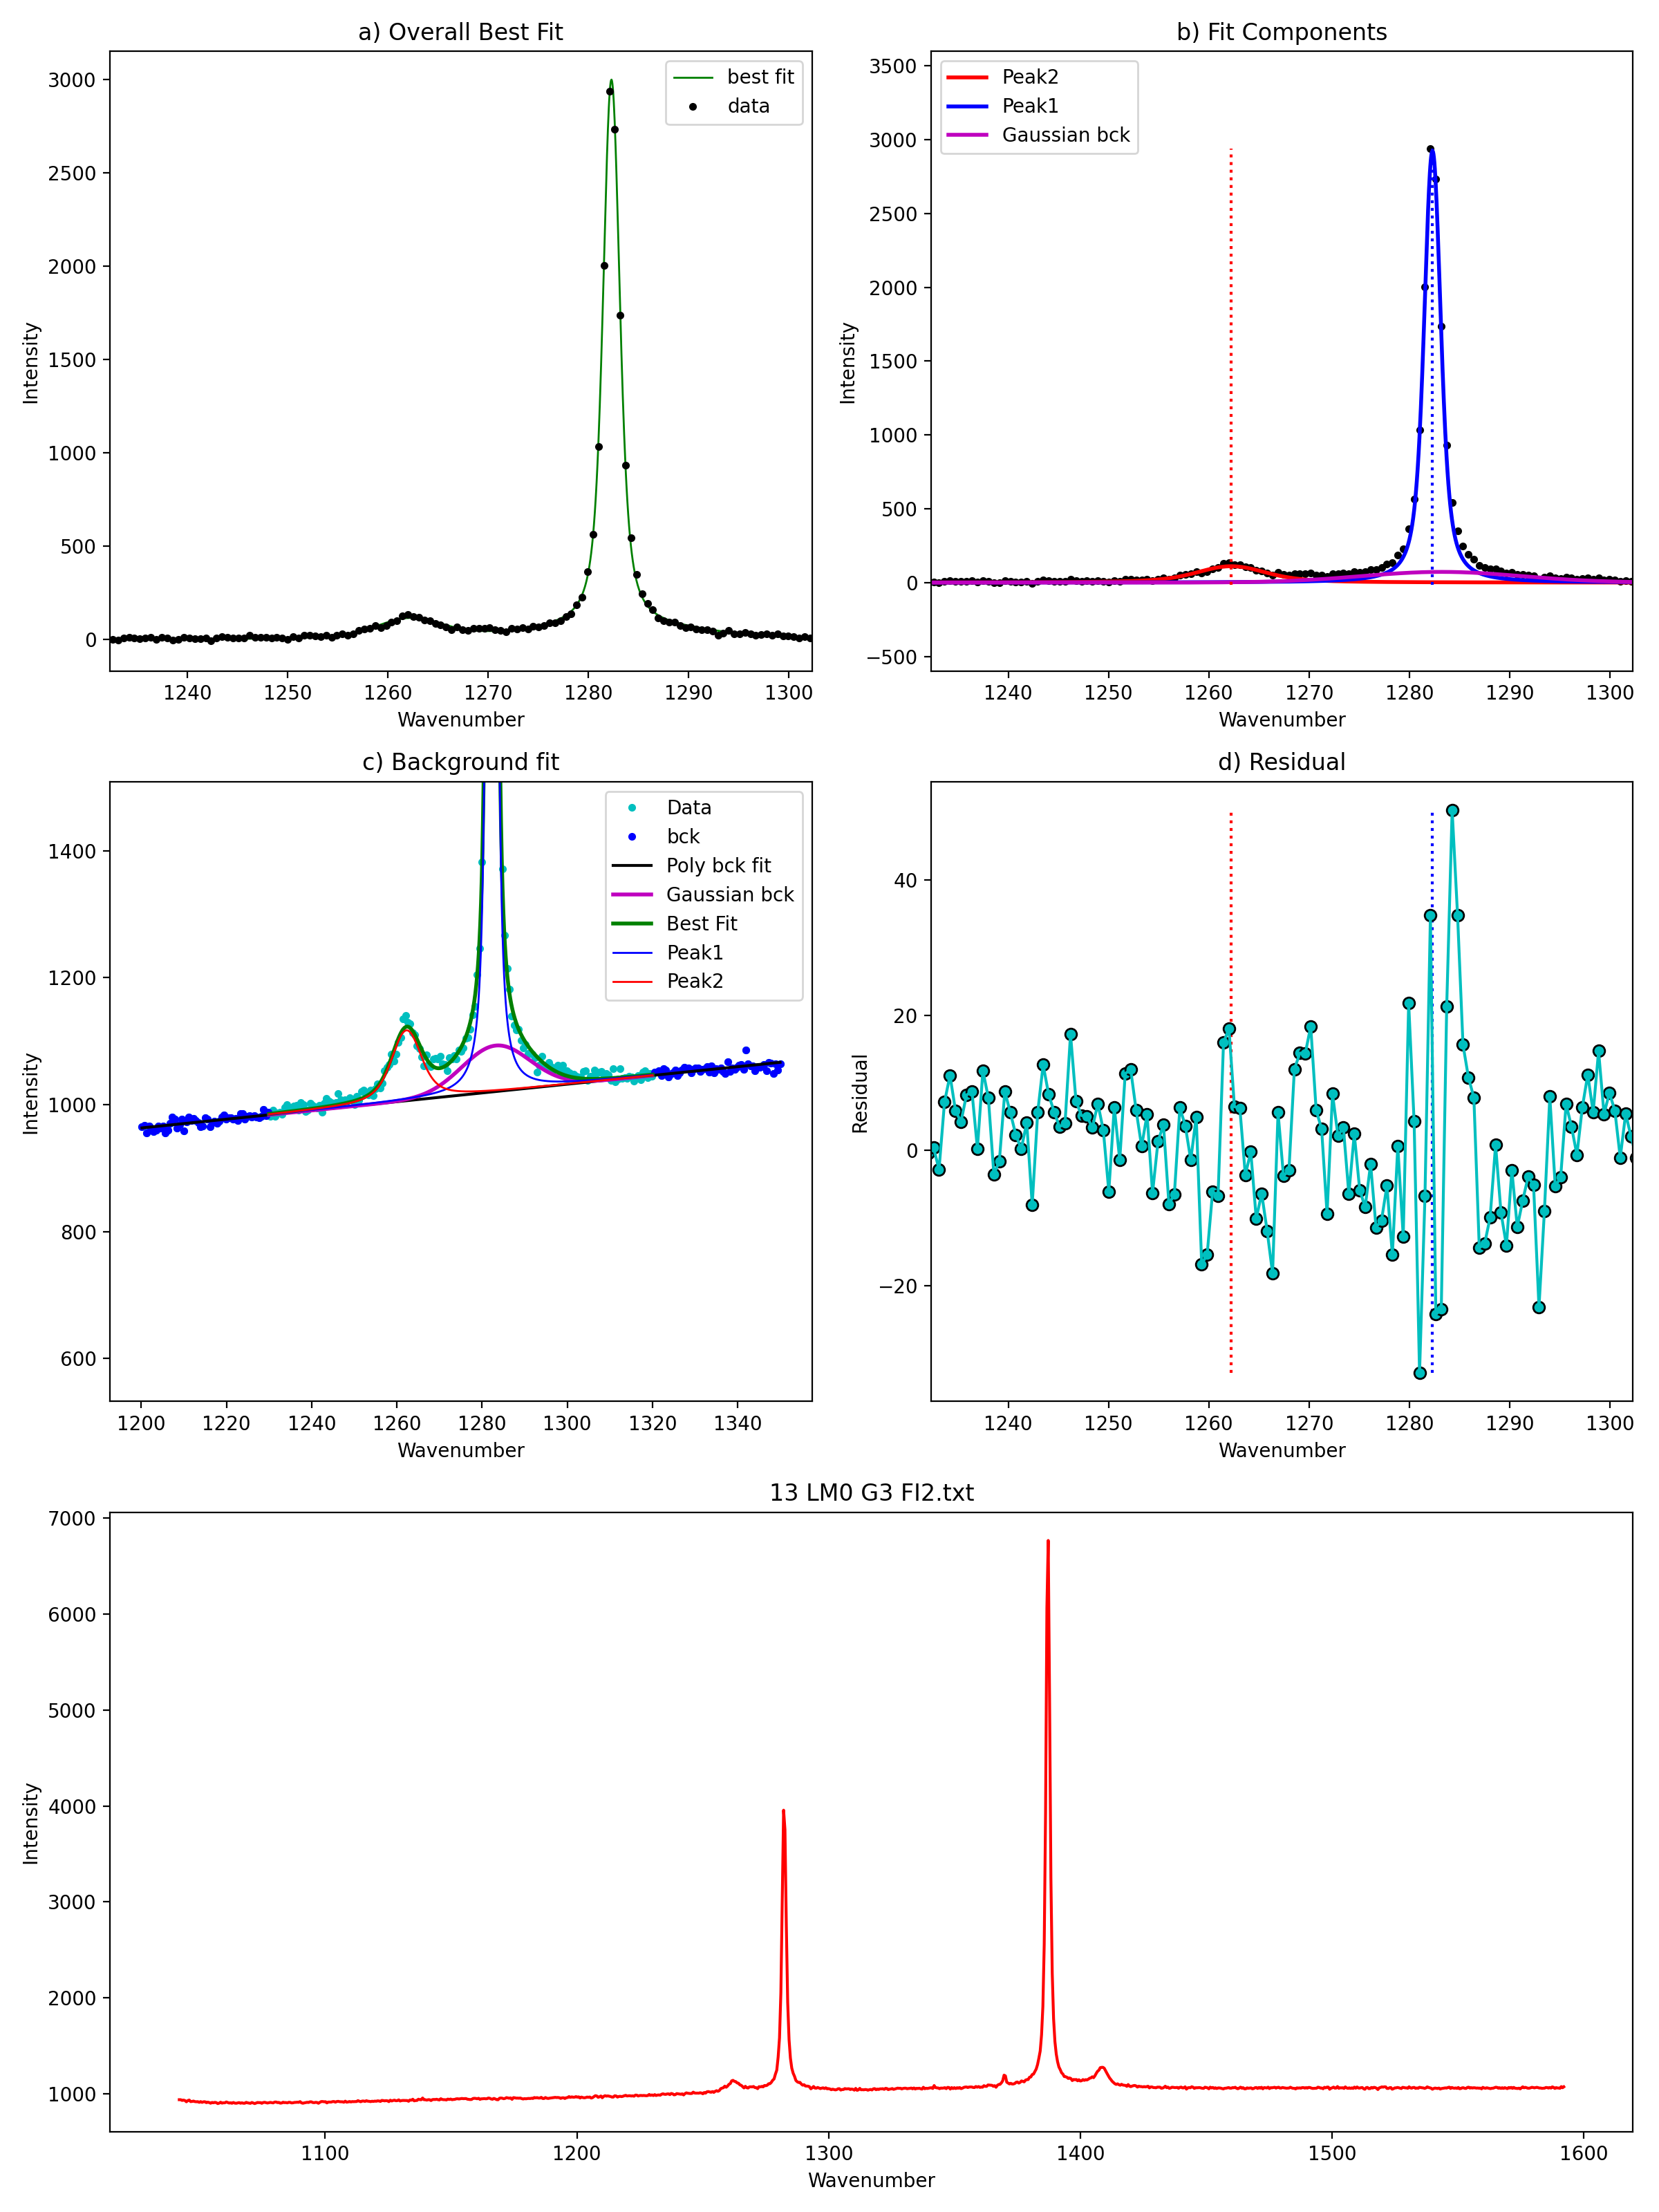 a) Overall Best Fit
3000
2500
2000
1500
1000
500
0
Intensity
best fit
data
1240 1250 1260 1270 1280 1290 1300
Wavenumber
b) Fit Components
3500
3000
2500
2000
1500
1000
500
0
−500
Intensity
Peak2
Peak1
Gaussian bck
1240 1250 1260 1270 1280 1290 1300
Wavenumber
c) Background fit
1400
1200
1000
800
600
Intensity
Data
bck
Poly bck fit
Gaussian bck
Best Fit
Peak1
Peak2
1200 1220 1240 1260 1280 1300 1320 1340
Wavenumber
d) Residual
40
20
0
−20
Residual
1240 1250 1260 1270 1280 1290 1300
Wavenumber
13 LM0 G3 FI2.txt
7000
6000
5000
4000
3000
2000
1000
Intensity
1100 1200 1300 1400 1500 1600
Wavenumber